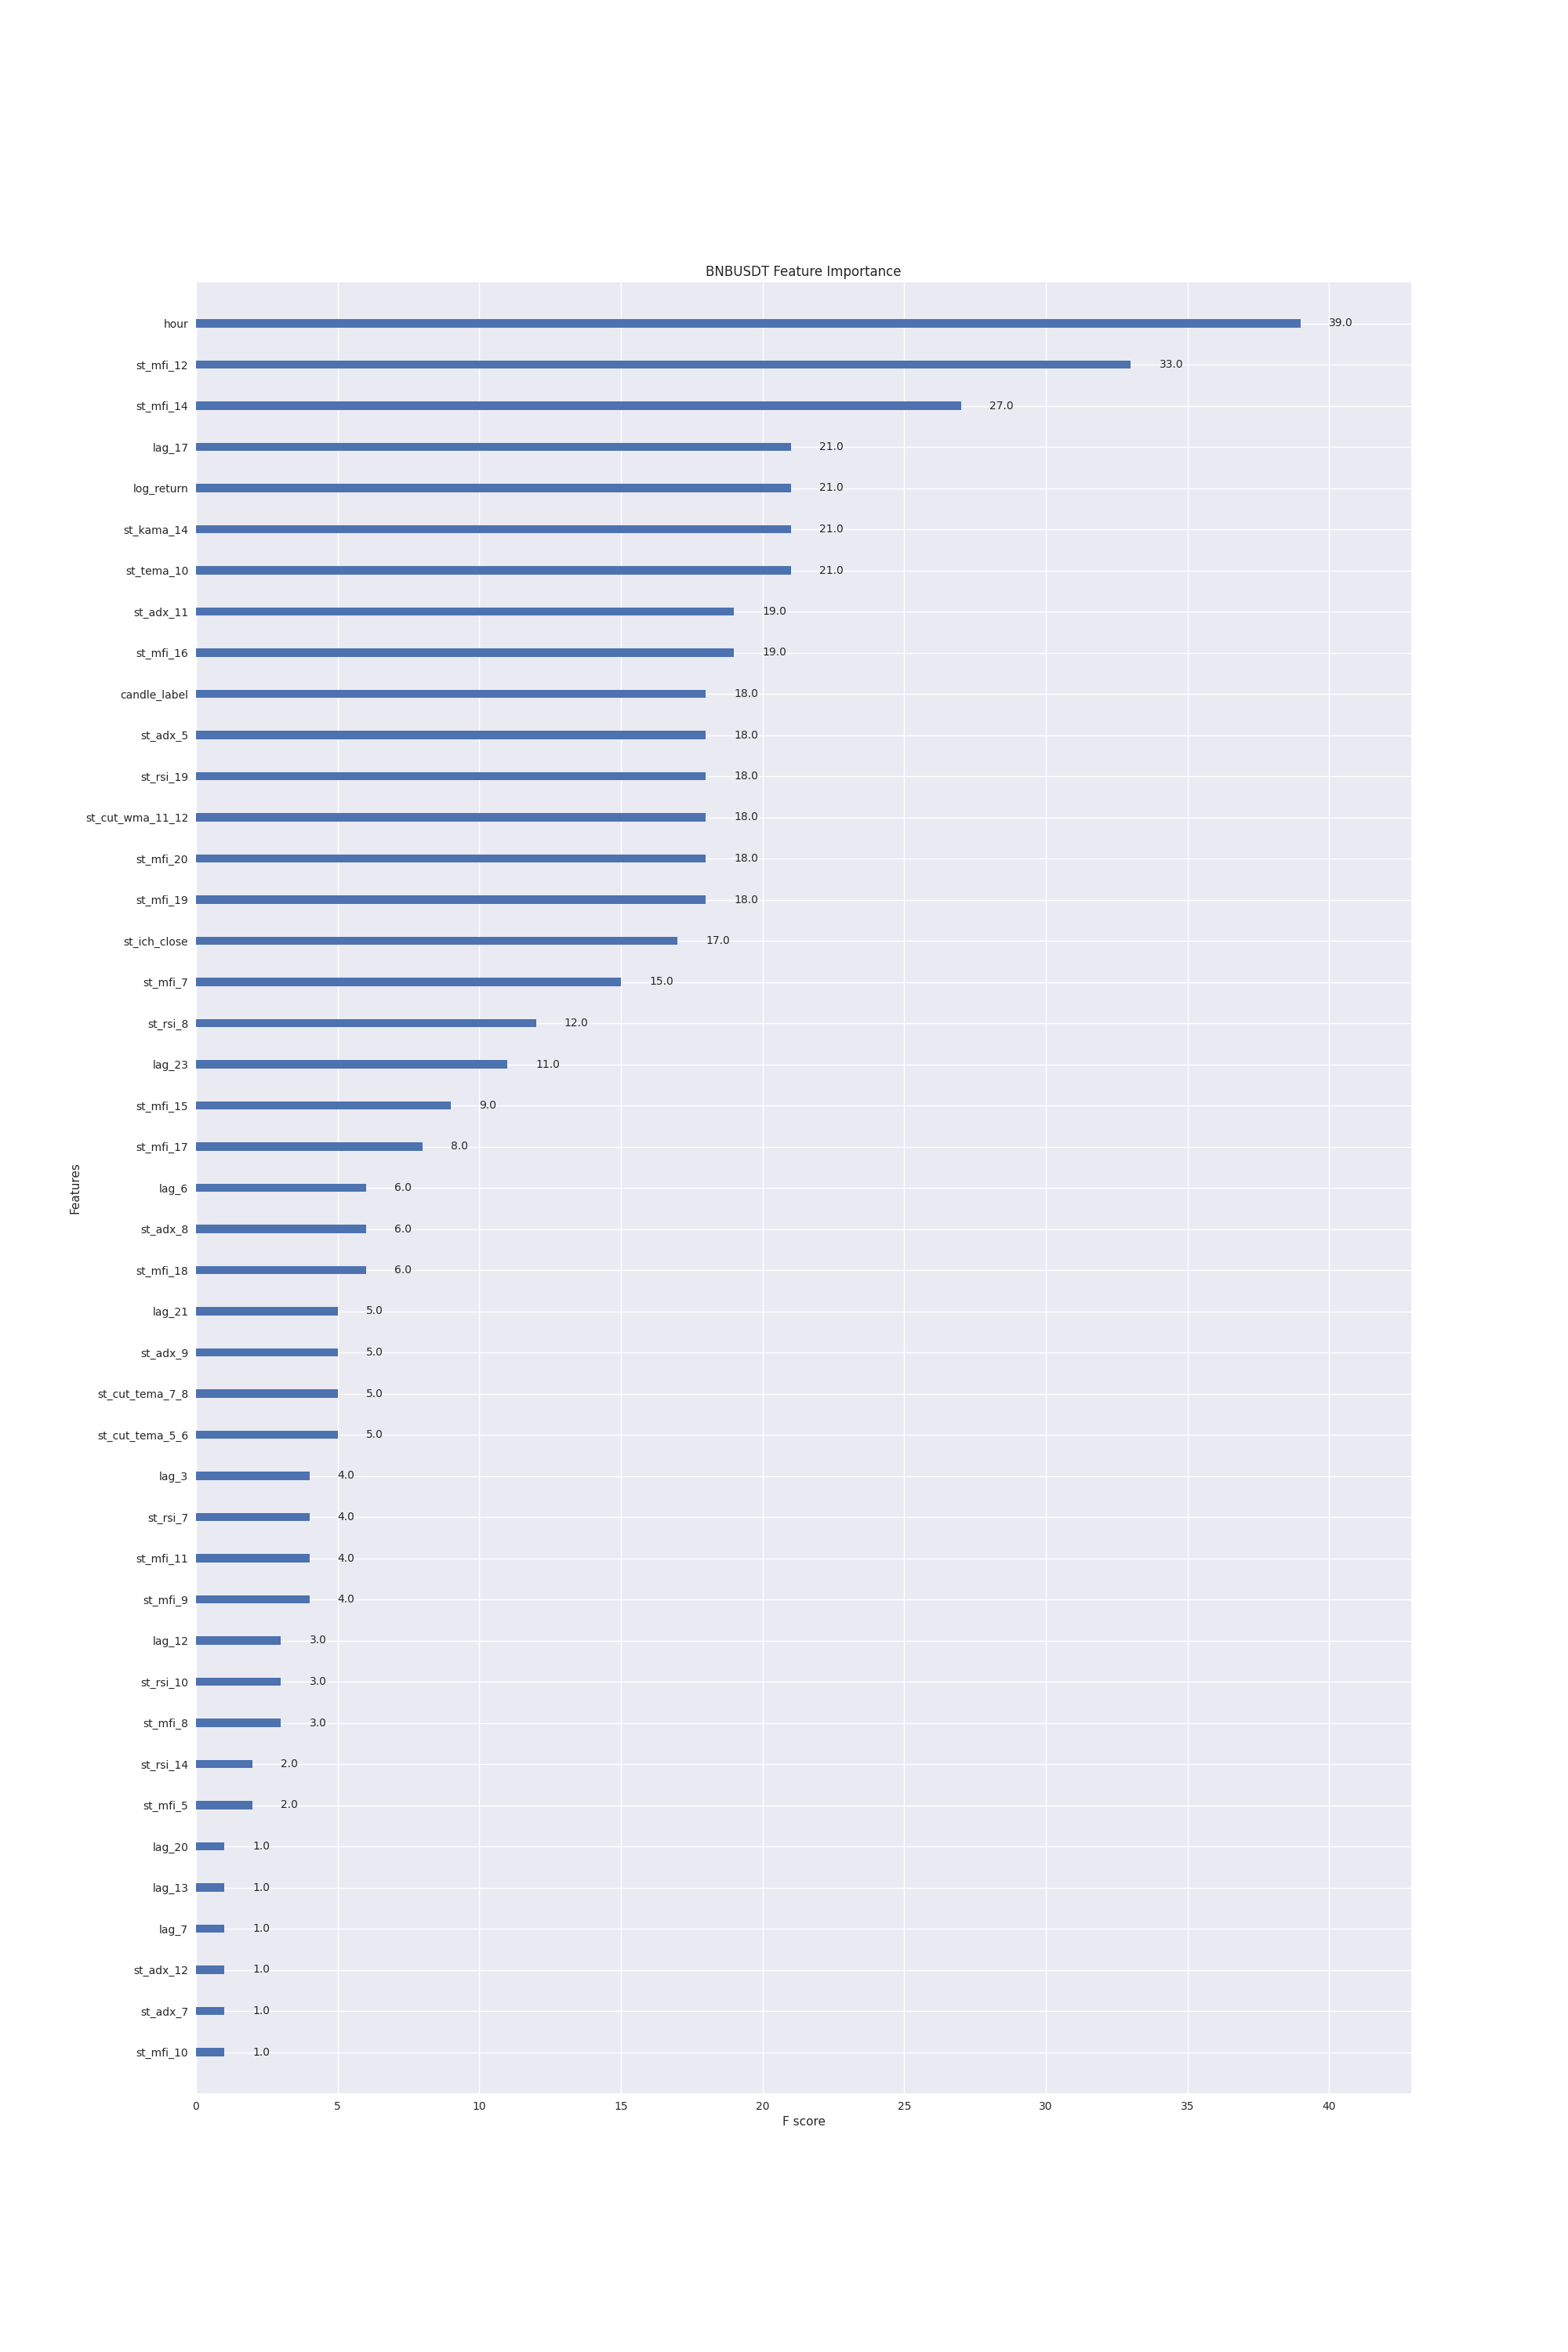 BNBUSDT Feature Importance
hour 39.0
st_mfi_12 33.0
st_mfi_14 27.0
lag_17 21.0
log_return 21.0
st_kama_14 21.0
st_tema_10 21.0
st_adx_11 19.0
st_mfi_16 19.0
candle_label 18.0
st_adx_5 18.0
st_rsi_19 18.0
st_cut_wma_11_12 18.0
st_mfi_20 18.0
st_mfi_19 18.0
st_ich_close 17.0
st_mfi_7 15.0
st_rsi_8 12.0
lag_23 11.0
st_mfi_15 9.0
st_mfi_17 8.0
Features
lag_6 6.0
st_adx_8 6.0
st_mfi_18 6.0
lag_21 5.0
st_adx_9 5.0
st_cut_tema_7_8 5.0
st_cut_tema_5_6 5.0
lag_3 4.0
st_rsi_7 4.0
st_mfi_11 4.0
st_mfi_9 4.0
lag_12 3.0
st_rsi_10 3.0
st_mfi_8 3.0
st_rsi_14 2.0
st_mfi_5 2.0
lag_20 1.0
lag_13 1.0
lag_7 1.0
st_adx_12 1.0
st_adx_7 1.0
st_mfi_10 1.0
0 5 10 15 20 25 30 35 40
F score